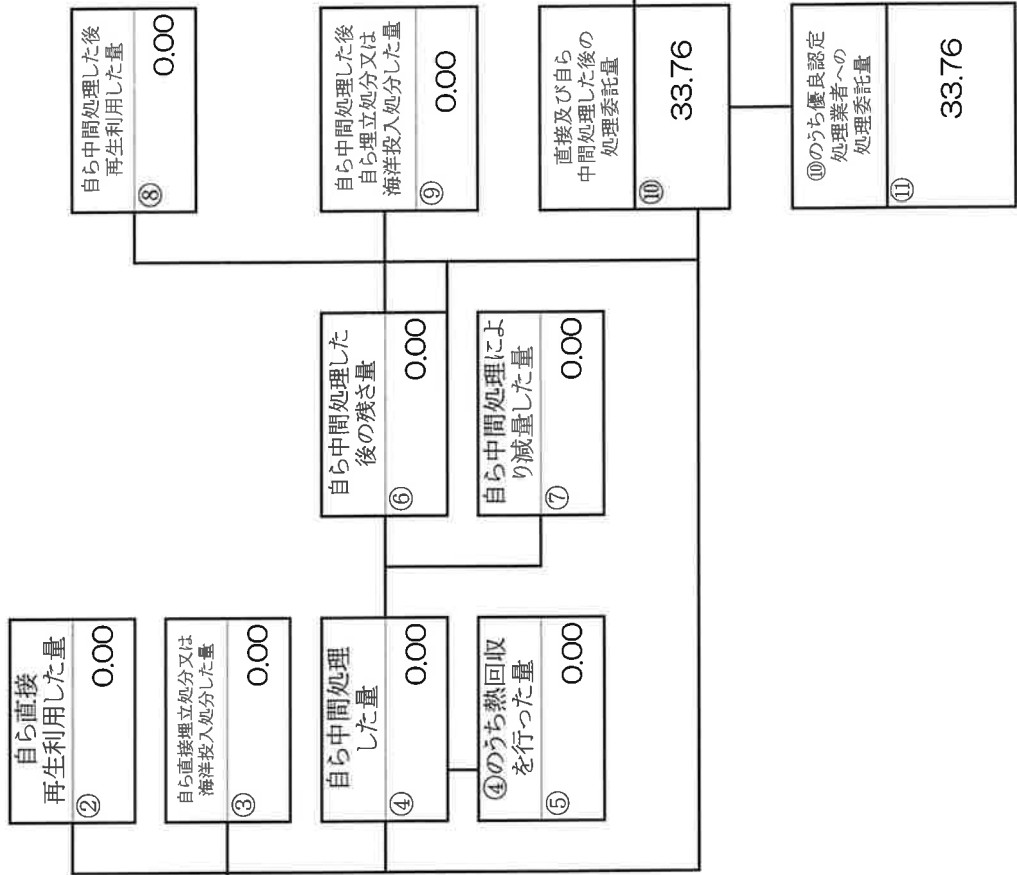 自ら直接
再生利用した量
②
0.00
自ら直接埋立処分又は
海洋投入処分した量
③
0.00
自ら中間処理
した量
④
0.00
④のうち熱回収
を行った量
⑤
0.00
自ら中間処理した
後の残さ量
⑥
0.00
自ら中間処理によ
り減量した量
⑦
0.00
自ら中間処理した後
再生利用した量
⑧
0.00
自ら中間処理した後
自ら埋立処分又は
海洋投入処分した量
⑨
0.00
直接及び自ら
中間処理した後の
処理委託量
⑩
33.76
⑩のうち優良認定
処理業者への
処理委託量
⑪
33.76